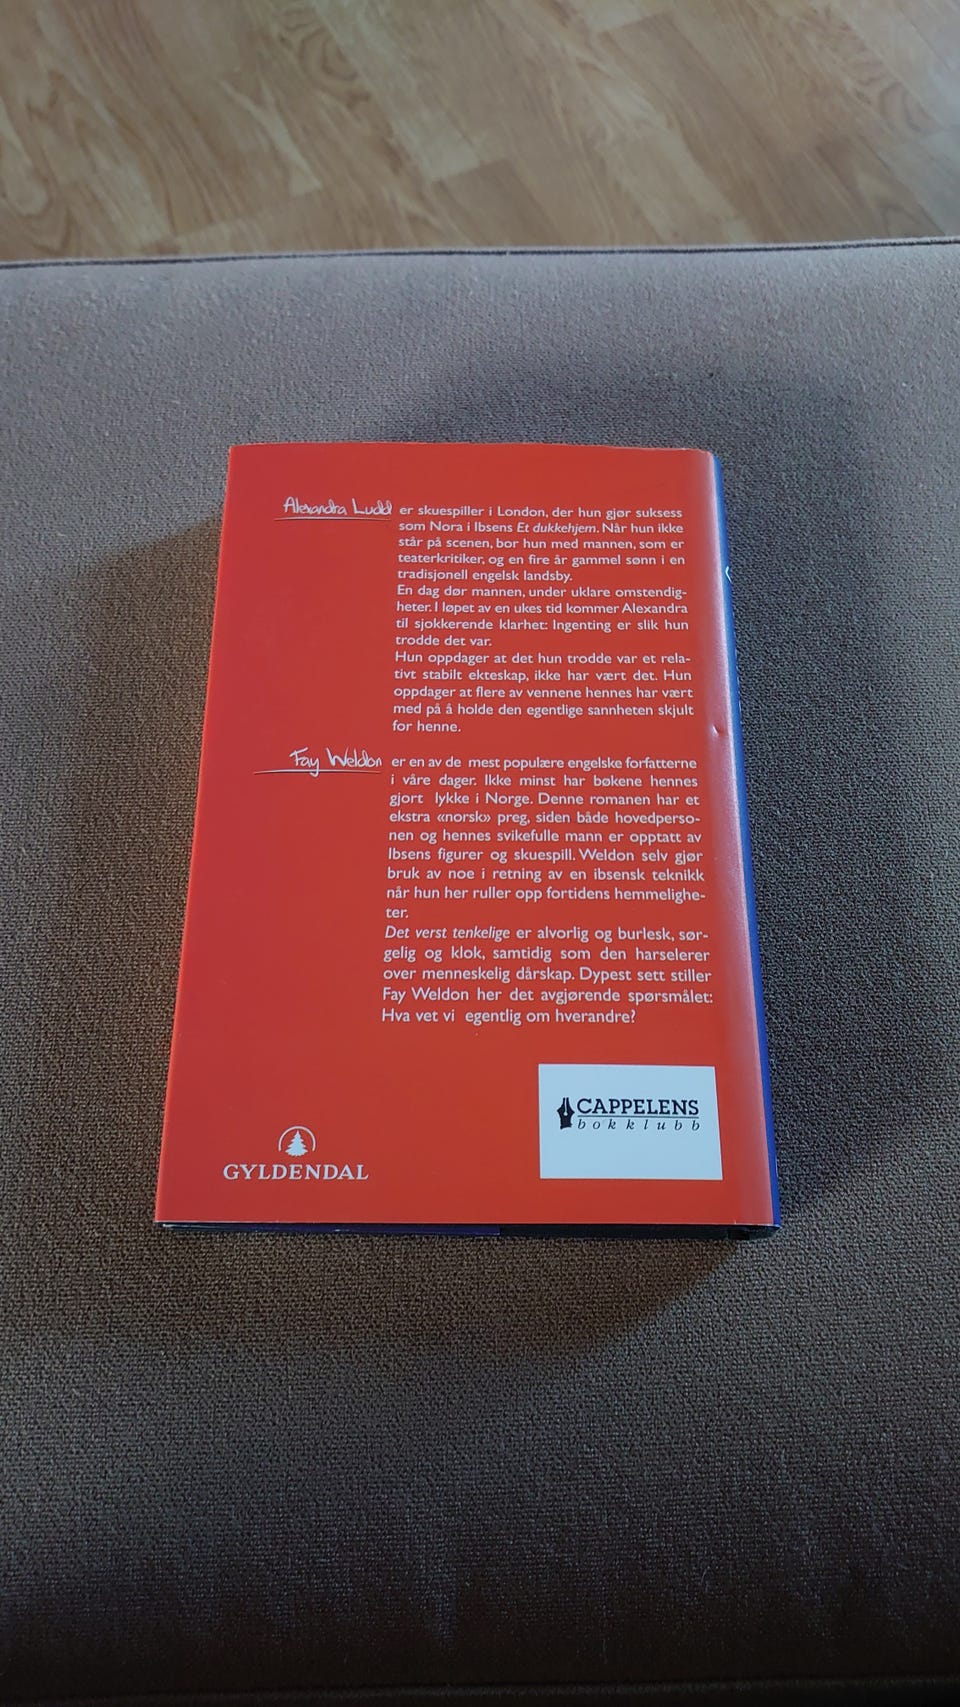 Alexandra Ludd er skuespiller i London, der hun gjør suksess
som Nora i Ibsens Et dukkehjem. Når hun ikke
står på scenen, bor hun med mannen, som er
teaterkritiker, og en fire år gammel sønn i en
tradisjonell engelsk landsby.
En dag dør mannen, under uklare omstendig-
heter. I løpet av en ukes tid kommer Alexandra
til sjokkerende klarhet: Ingenting er slik hun
trodde det var.
Hun oppdager at det hun trodde var et rela-
tivt stabilt ekteskap, ikke har vært det. Hun
oppdager at flere av vennene hennes har vært
med på å holde den egentlige sannheten skjult
for henne.
Fay Weldon er en av de mest populære engelske forfatterne
i våre dager. Ikke minst har bøkene hennes
gjort lykke i Norge. Denne romanen har et
ekstra «norsk» preg, siden både hovedperso-
nen og hennes svikefulle mann er opptatt av
Ibsens figurer og skuespill. Weldon selv gjør
bruk av noe i retning av en ibsensk teknikk
når hun her ruller opp fortidens hemmelighe-
ter.
Det verst tenkelige er alvorlig og burlesk, sør-
gelig og klok, samtidig som den harselerer
over menneskelig dårskap. Dypest sett stiller
Fay Weldon her det avgjørende spørsmålet:
Hva vet vi egentlig om hverandre?
CAPPELENS
bokklubb
GYLDENDAL